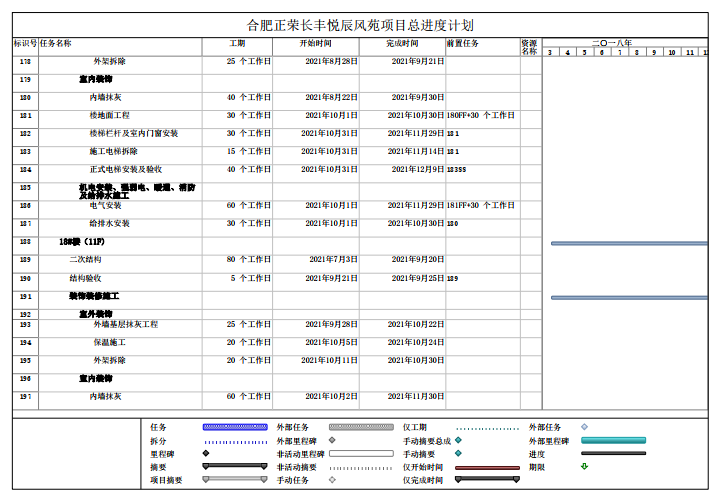 合肥正荣长丰悦辰风苑项目总进度计划
标识号 任务名称 工期 开始时间 完成时间 前置任务 资源名称 二〇一八年
3 4 5 6 7 8 9 10 11
178 外架拆除 25 个工作日 2021年8月28日 2021年9月21日
179 室内装饰
180 内墙抹灰 40 个工作日 2021年8月22日 2021年9月30日
181 楼地面工程 30 个工作日 2021年10月1日 2021年10月30日 180FF+30 个工作日
182 楼梯栏杆及室内门窗安装 30 个工作日 2021年10月31日 2021年11月29日 181
183 施工电梯拆除 15 个工作日 2021年10月31日 2021年11月14日 181
184 正式电梯安装及验收 40 个工作日 2021年10月31日 2021年12月9日 183SS
185 机电安装、强弱电、暖通、消防及给排水施工
186 电气安装 60 个工作日 2021年10月1日 2021年11月29日 181FF+30 个工作日
187 给排水安装 30 个工作日 2021年10月1日 2021年10月30日 180
188 18#楼（11F）
189 二次结构 80 个工作日 2021年7月3日 2021年9月20日
190 结构验收 5 个工作日 2021年9月21日 2021年9月25日 189
191 装饰装修施工
192 室外装饰
193 外墙基层抹灰工程 25 个工作日 2021年9月28日 2021年10月22日
194 保温施工 20 个工作日 2021年10月5日 2021年10月24日
195 外架拆除 20 个工作日 2021年10月11日 2021年10月30日
196 室内装饰
197 内墙抹灰 60 个工作日 2021年10月2日 2021年11月30日
任务 外部任务 仅工期 外部任务
拆分 外部里程碑 手动摘要总成 外部里程碑
里程碑 非活动里程碑 手动摘要 进度
摘要 非活动摘要 仅开始时间 期限
项目摘要 手动任务 仅完成时间